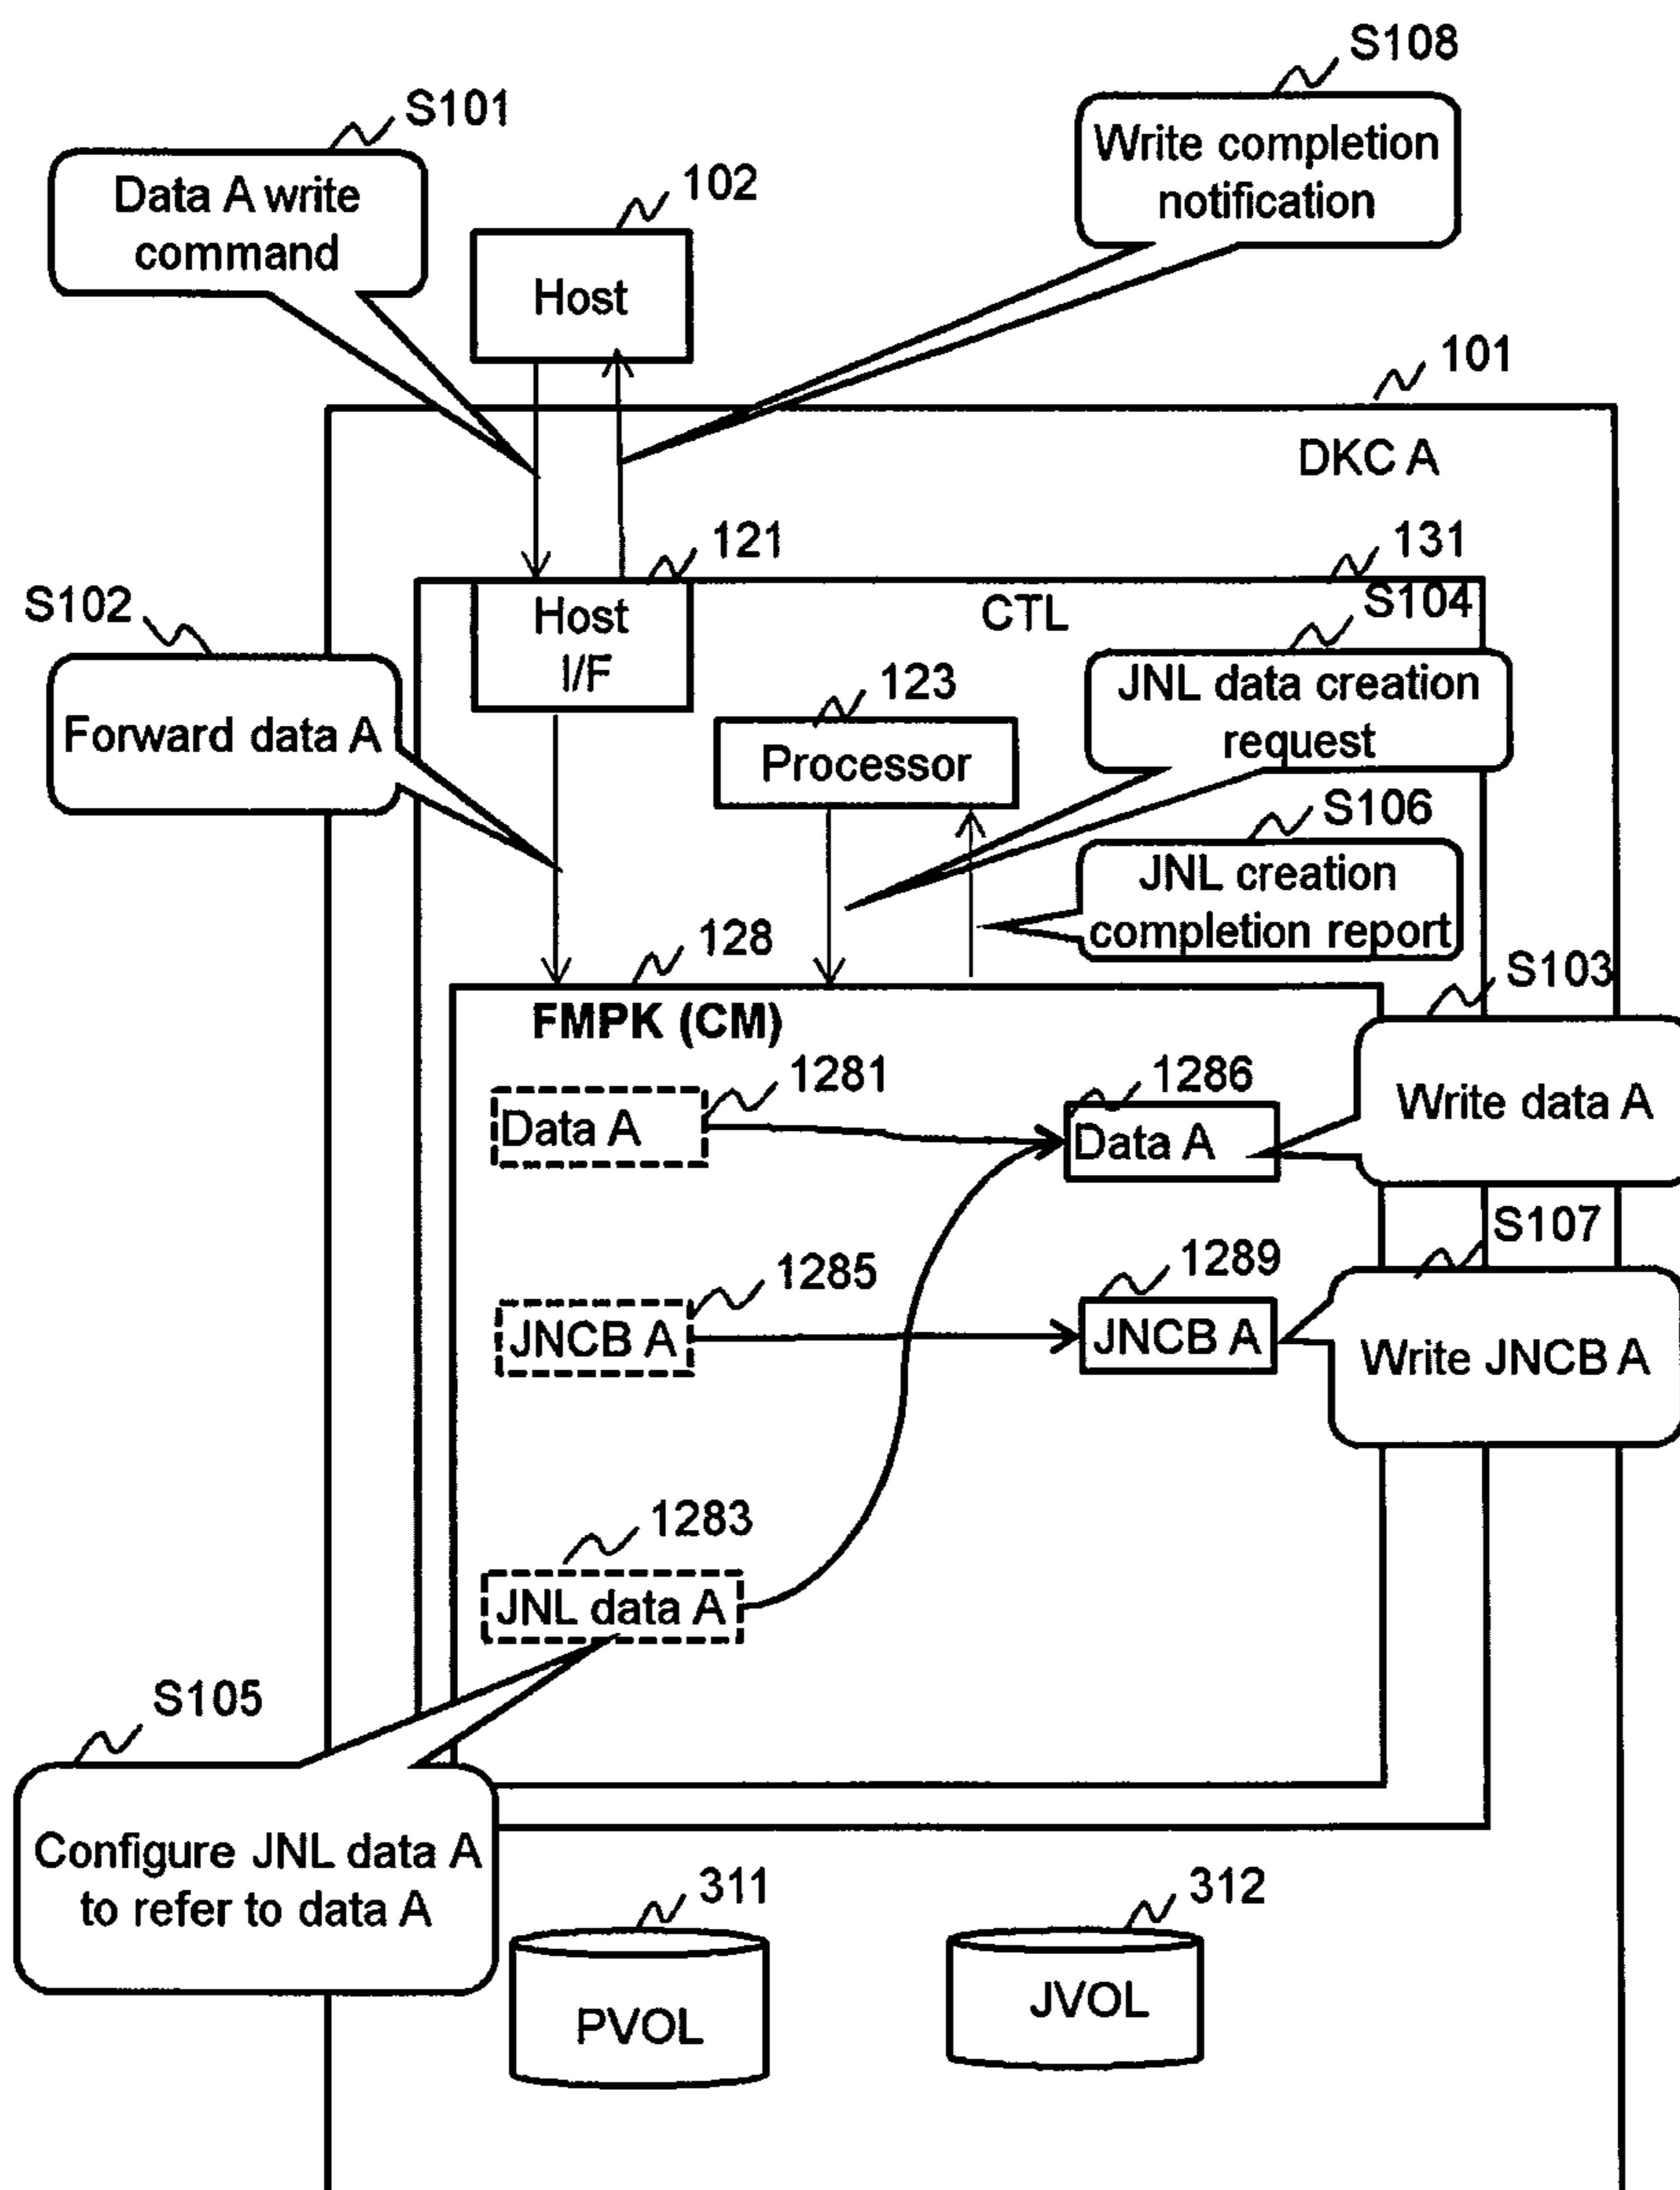 S108
S101
Write completion
notification
Data A write
command
102
Host
101
DKC A
121
131
S102
Host
I/F
CTL
S104
123
JNL data creation
request
Forward data A
Processor
S106
JNL creation
completion report
128
S103
FMPK (CM)
1281
1286
Write data A
Data A
Data A
S107
1285
1289
JNCB A
JNCB A
Write JNCB A
1283
JNL data A
S105
Configure JNL data A
to refer to data A
311
312
PVOL
JVOL